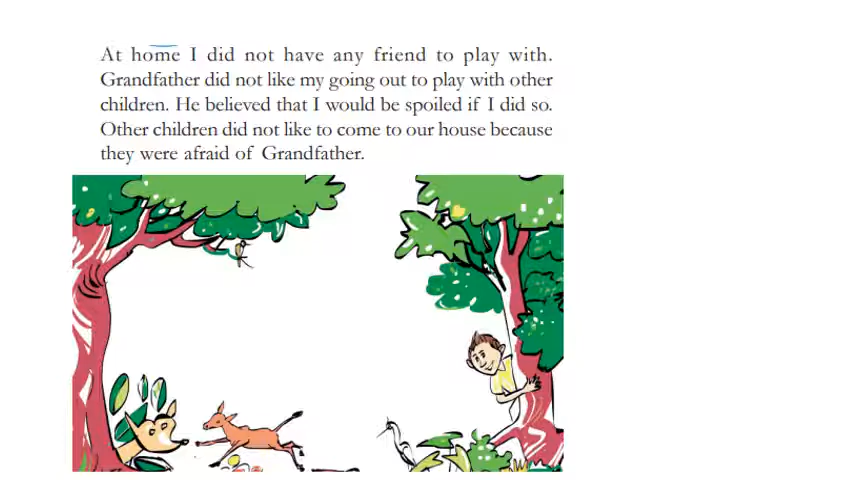 At home I did not have any friend to play with.
Grandfather did not like my going out to play with other
children. He believed that I would be spoiled if I did so.
Other children did not like to come to our house because
they were afraid of Grandfather.